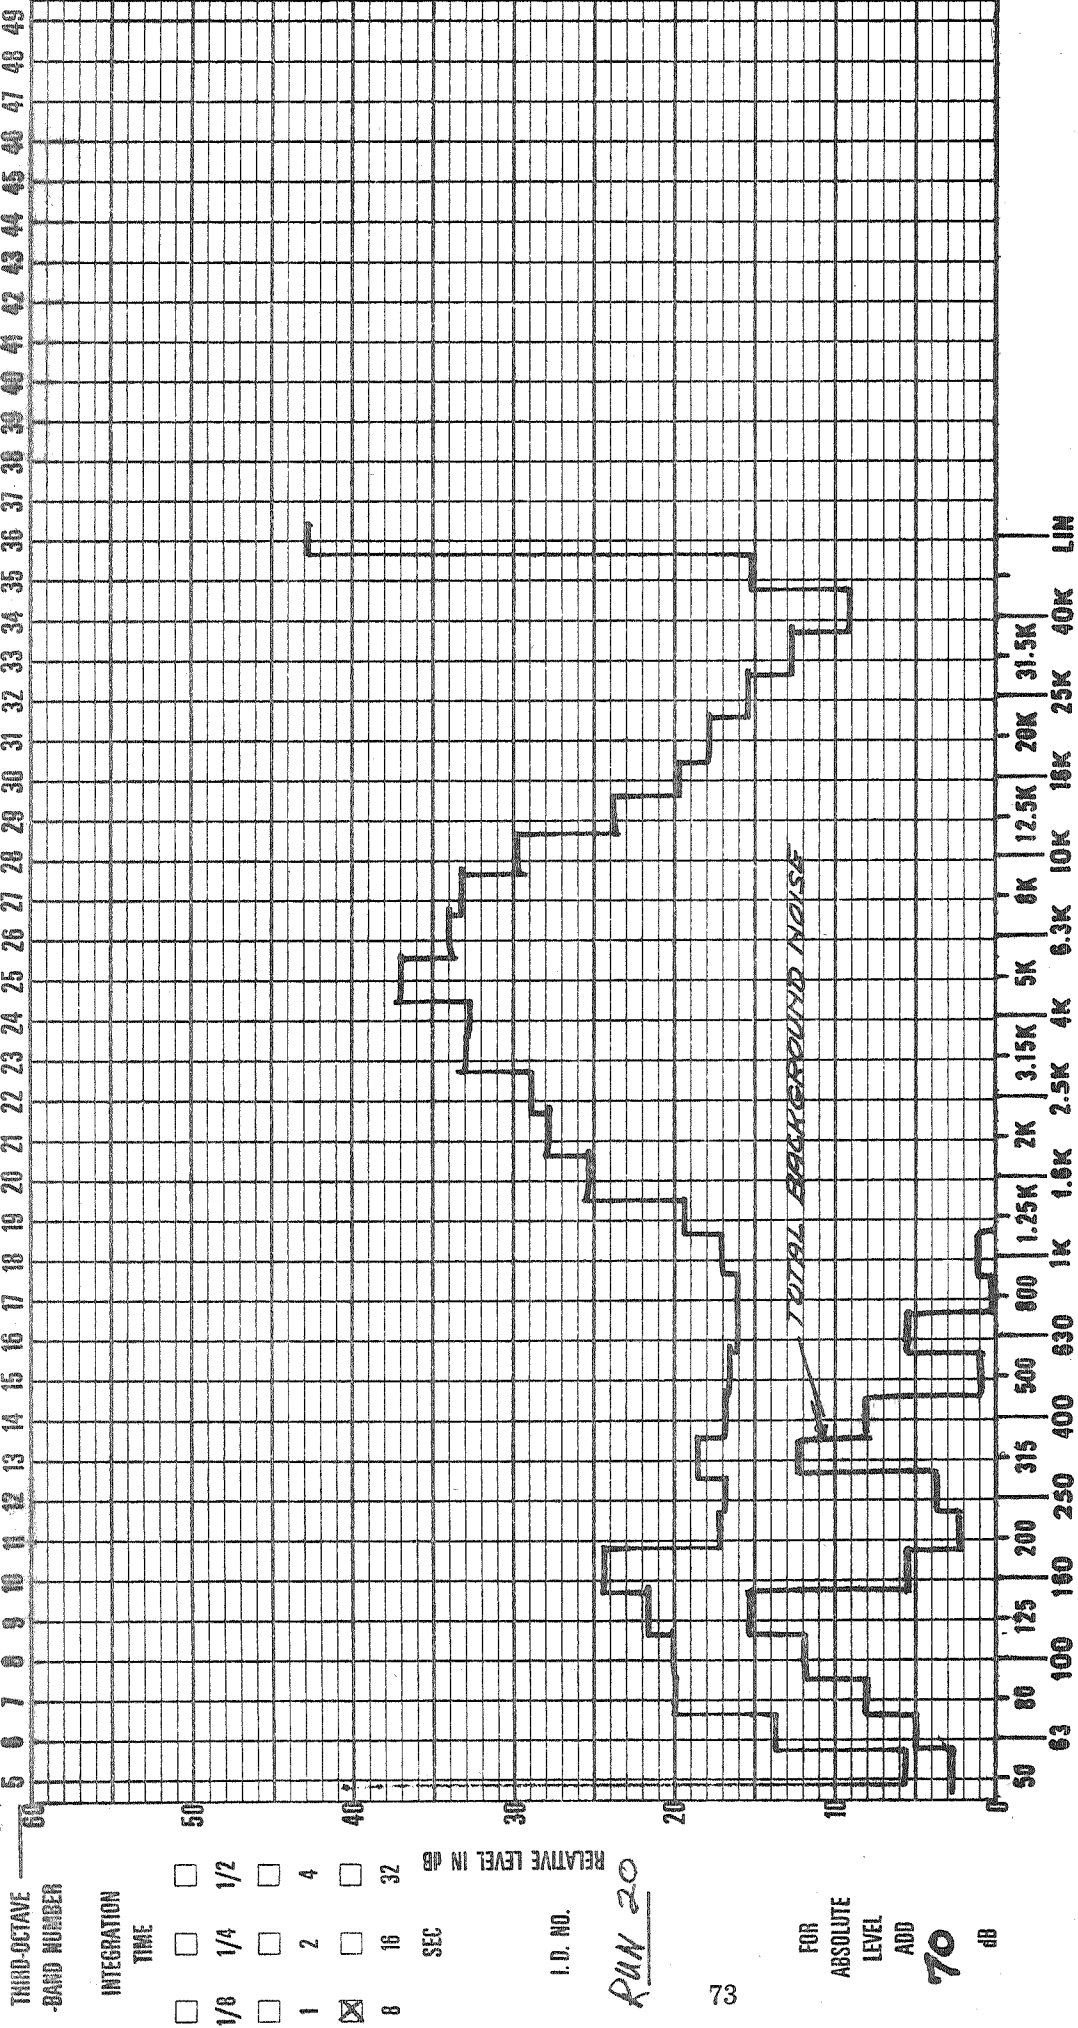 THIRD-OCTAVE
-BAND NUMBER
5 6 7 8 9 10 11 12 13 14 15 16 17 18 19 20 21 22 23 24 25 26 27 28 29 30 31 32 33 34 35 36 37 38 39 40 41 42 43 44 45 46 47 48 49
INTEGRATION
TIME
1/8 1/4 1/2
1 2 4
8 16 32
SEC
RELATIVE LEVEL IN dB
60
50
40
30
20
10
0
I.D. NO.
RUN 20
FOR
ABSOLUTE
LEVEL
ADD
70
dB
TOTAL BACKGROUND NOISE
50 80 125 200 315 500 800 1.25K 2K 3.15K 5K 8K 12.5K 20K 31.5K
63 100 160 250 400 630 1K 1.6K 2.5K 4K 6.3K 10K 16K 25K 40K LIN
73